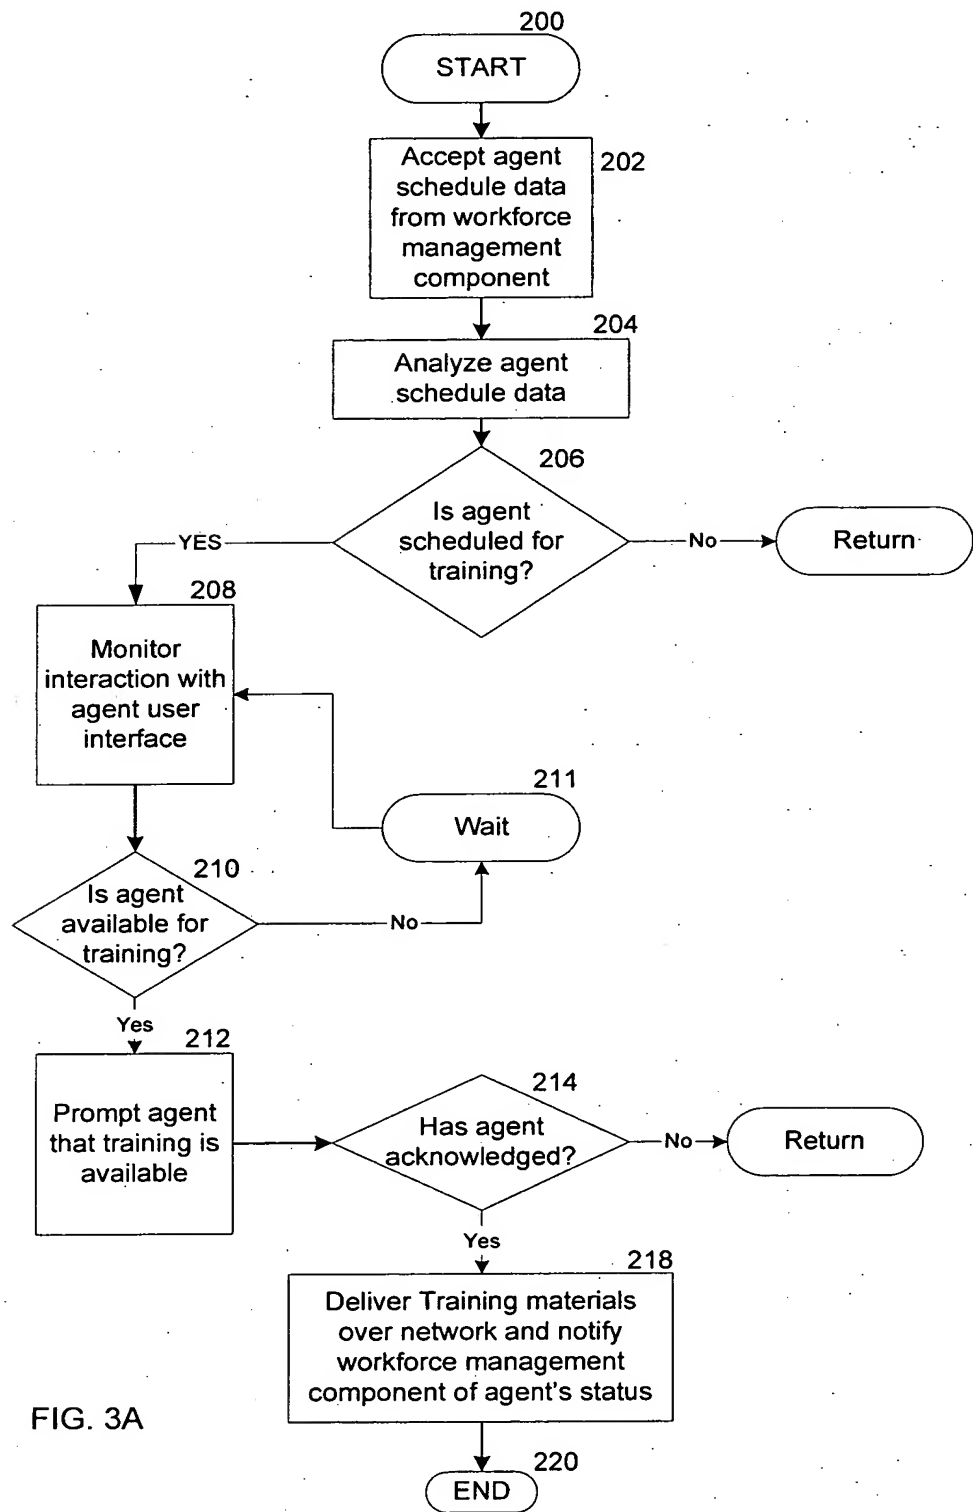 200
START
202
Accept agent
schedule data
from workforce
management
component
204
Analyze agent
schedule data
206
Is agent
scheduled for
training?
YES
No
Return
208
Monitor
interaction with
agent user
interface
211
Wait
210
Is agent
available for
training?
No
Yes
212
Prompt agent
that training is
available
214
Has agent
acknowledged?
No
Return
Yes
218
Deliver Training materials
over network and notify
workforce management
component of agent's status
220
END
FIG. 3A